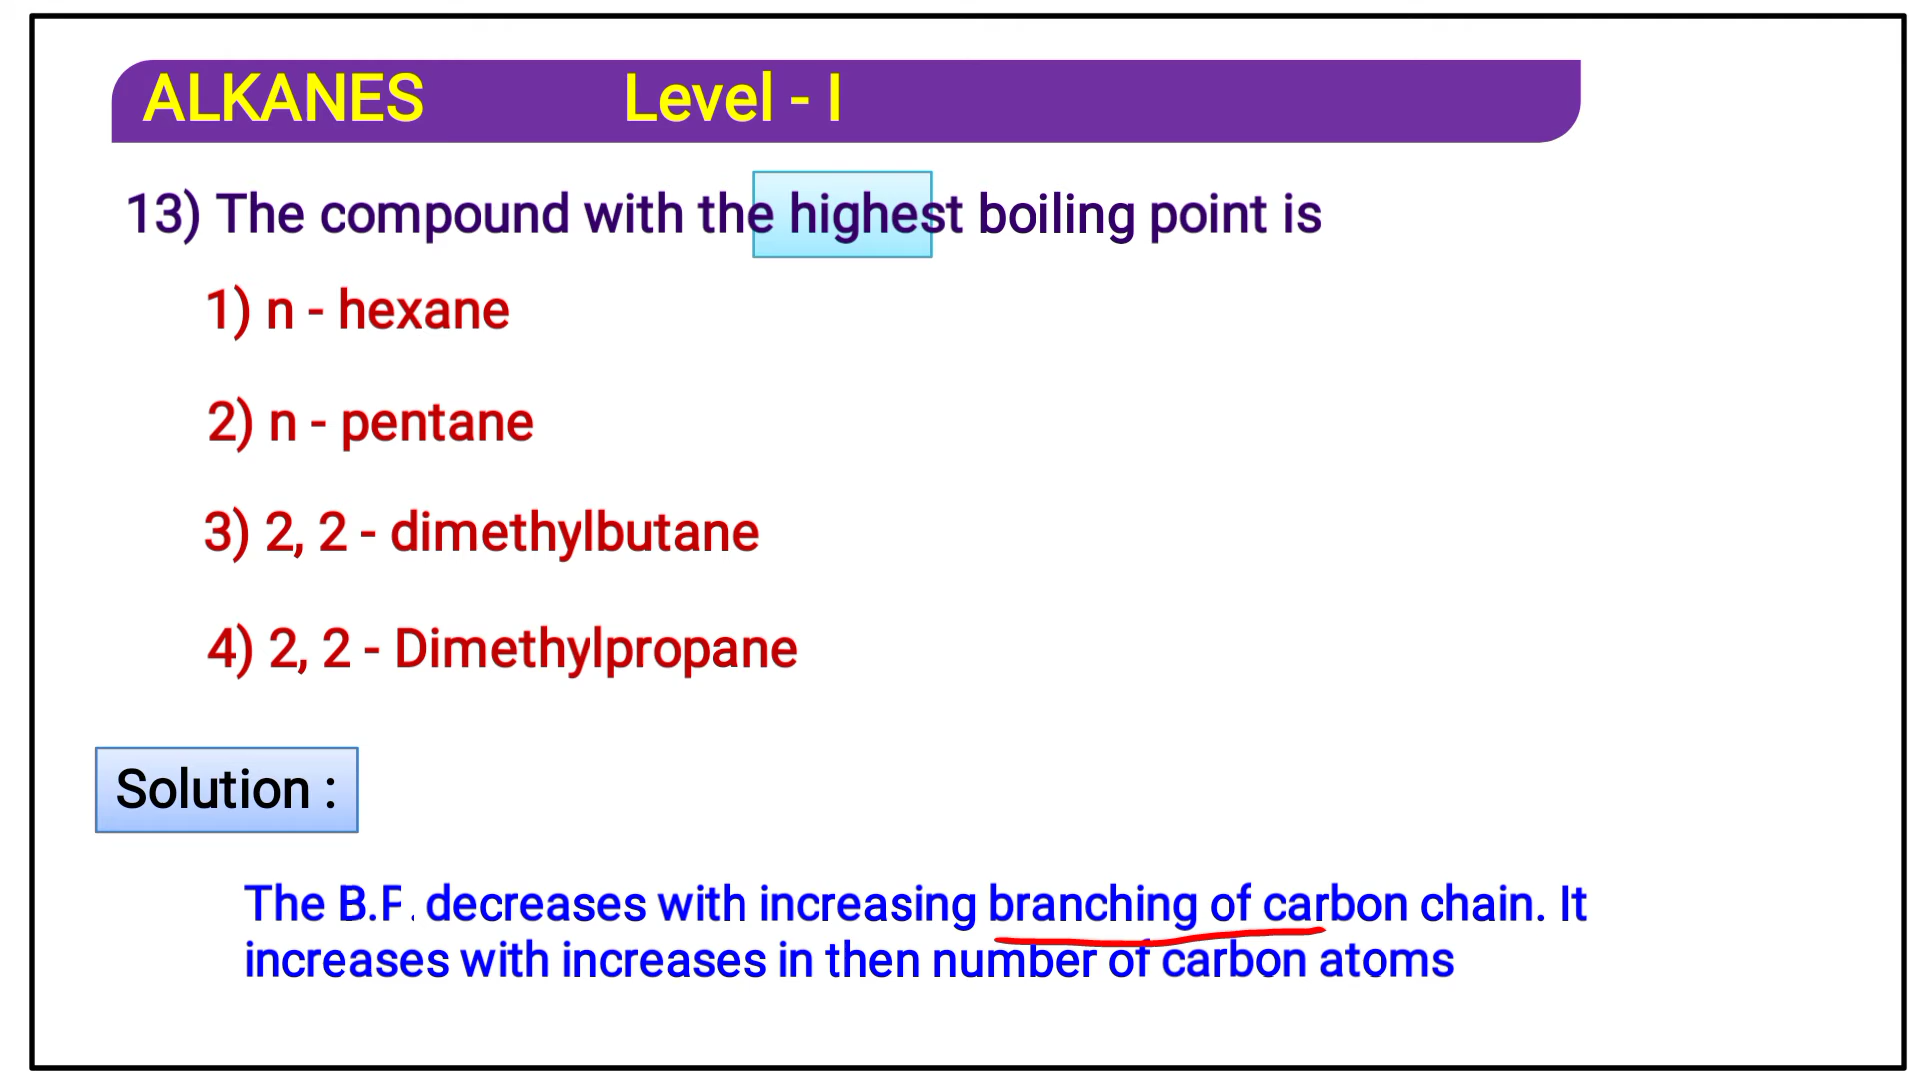 ALKANES Level - I
13) The compound with the highest boiling point is
1) n - hexane
2) n - pentane
3) 2, 2 - dimethylbutane
4) 2, 2 - Dimethylpropane
Solution :
The B.P. decreases with increasing branching of carbon chain. It
increases with increases in then number of carbon atoms